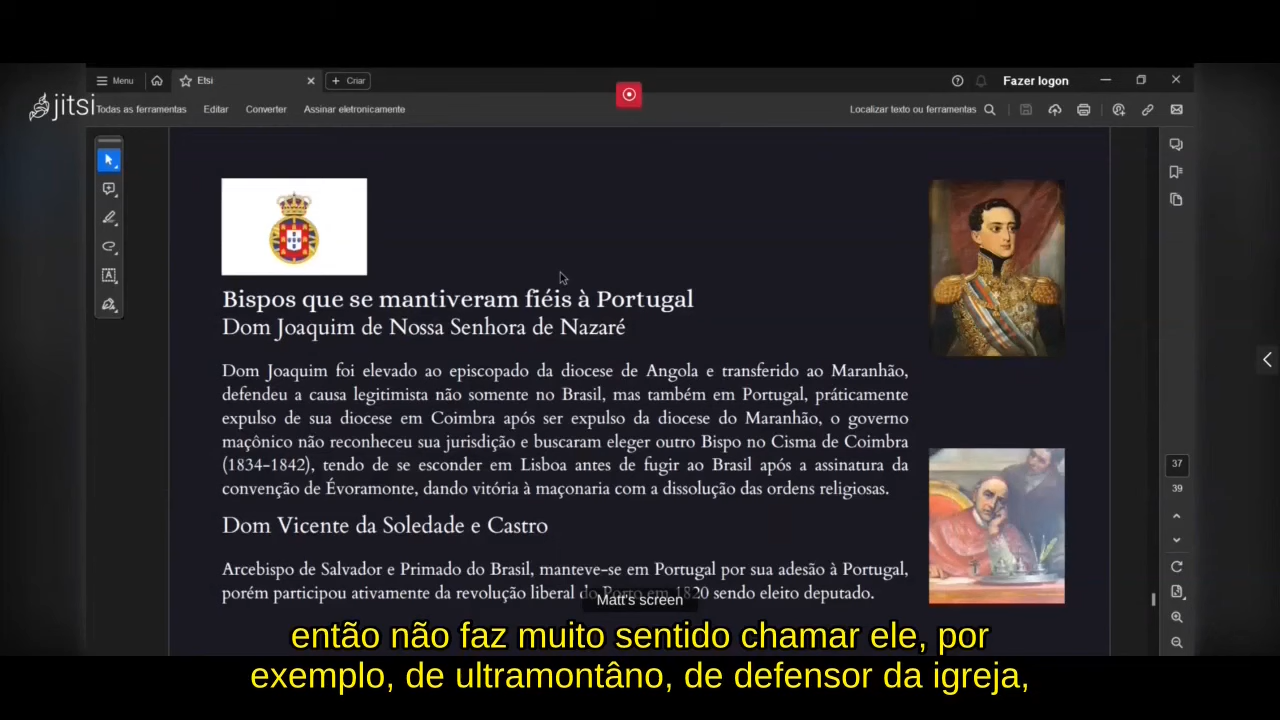 Menu
Etsi
Criar
Fazer logon
jitsi
Todas as ferramentas
Editar
Converter
Assinar eletronicamente
Localizar texto ou ferramentas
Bispos que se mantiveram fiéis à Portugal
Dom Joaquim de Nossa Senhora de Nazaré
Dom Joaquim foi elevado ao episcopado da diocese de Angola e transferido ao Maranhão,
defendeu a causa legitimista não somente no Brasil, mas também em Portugal, práticamente
expulso de sua diocese em Coimbra após ser expulso da diocese do Maranhão, o governo
maçônico não reconheceu sua jurisdição e buscaram eleger outro Bispo no Cisma de Coimbra
(1834-1842), tendo de se esconder em Lisboa antes de fugir ao Brasil após a assinatura da
convenção de Évoramonte, dando vitória à maçonaria com a dissolução das ordens religiosas.
37
39
Dom Vicente da Soledade e Castro
Arcebispo de Salvador e Primado do Brasil, manteve-se em Portugal por sua adesão à Portugal,
porém participou ativamente da revolução liberal do Porto em 1820 sendo eleito deputado.
Matt's screen
então não faz muito sentido chamar ele, por
exemplo, de ultramontâno, de defensor da igreja,